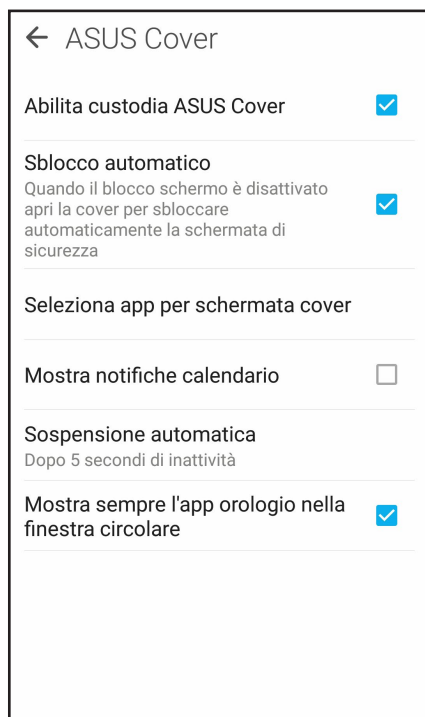 ASUS Cover
Abilita custodia ASUS Cover
Sblocco automatico
Quando il blocco schermo è disattivato
apri la cover per sbloccare
automaticamente la schermata di
sicurezza
Seleziona app per schermata cover
Mostra notifiche calendario
Sospensione automatica
Dopo 5 secondi di inattività
Mostra sempre l'app orologio nella
finestra circolare